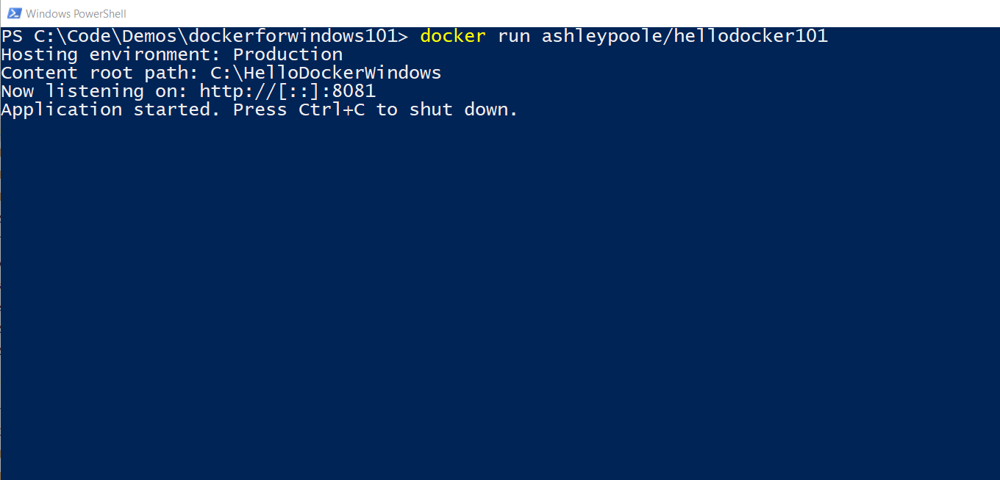 Windows PowerShell
PS C:\Code\Demos\dockerforwindows101> docker run ashleypoole/hellodocker101
Hosting environment: Production
Content root path: C:\HelloDockerWindows
Now listening on: http://[::]:8081
Application started. Press Ctrl+C to shut down.